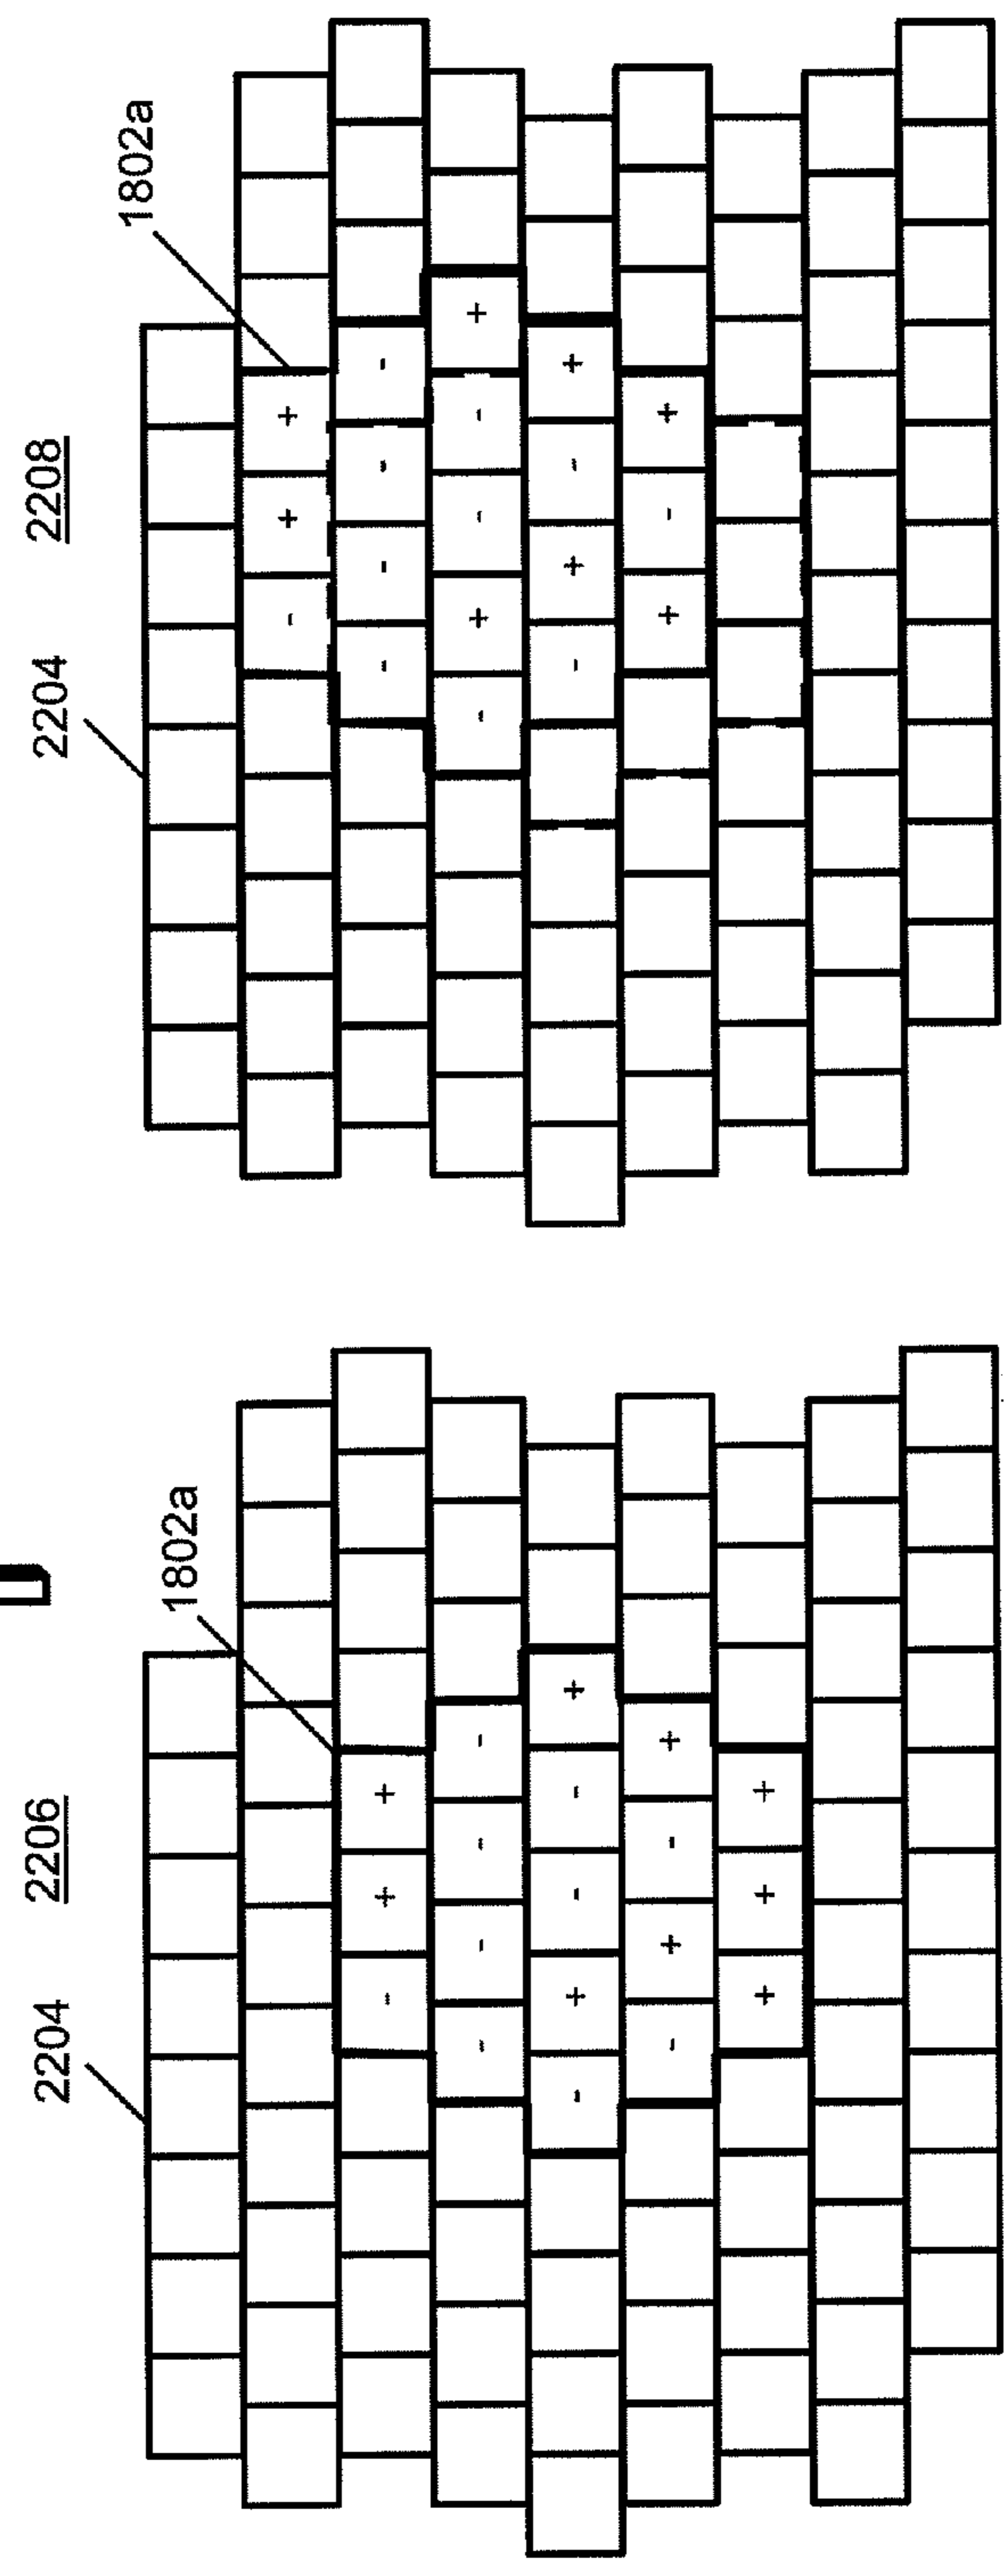 2206
2204
1802a
- + +
- - - -
- + - - +
- + - +
+ + +
2208
2204
1802a
- + +
- - - -
- + - - +
- + - +
+ - +